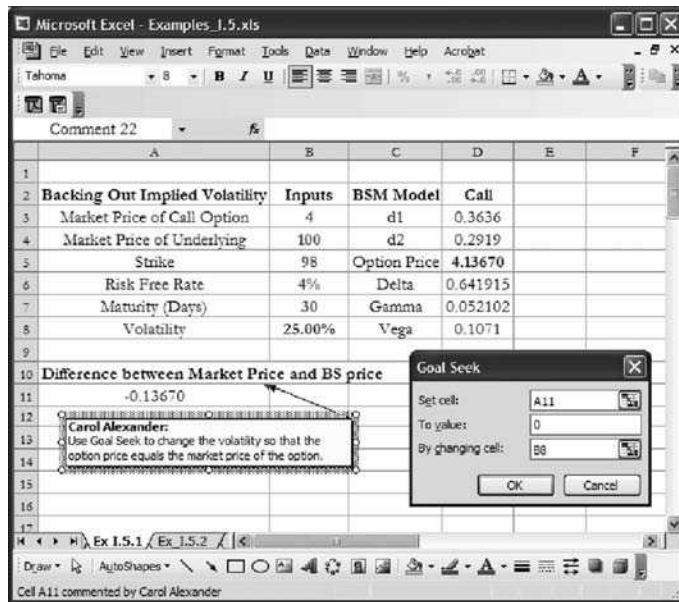 Microsoft Excel - Examples_I.5.xls
File Edit View Insert Format Tools Data Window Help Acrobat
Tahoma 8 B I U %
Comment 22 fx
A B C D E F
1
2 Backing Out Implied Volatility Inputs BSM Model Call
3 Market Price of Call Option 4 d1 0.3636
4 Market Price of Underlying 100 d2 0.2919
5 Strike 98 Option Price 4.13670
6 Risk Free Rate 4% Delta 0.641915
7 Maturity (Days) 30 Gamma 0.052102
8 Volatility 25.00% Vega 0.1071
9
10 Difference between Market Price and BS price
11 -0.13670
12
Carol Alexander:
13 Use Goal Seek to change the volatility so that the
14 option price equals the market price of the option.
15
16
17
Goal Seek
Set cell: A11
To value: 0
By changing cell: B8
OK Cancel
Ex I.5.1 Ex_I.5.2
Draw AutoShapes A
Cell A11 commented by Carol Alexander